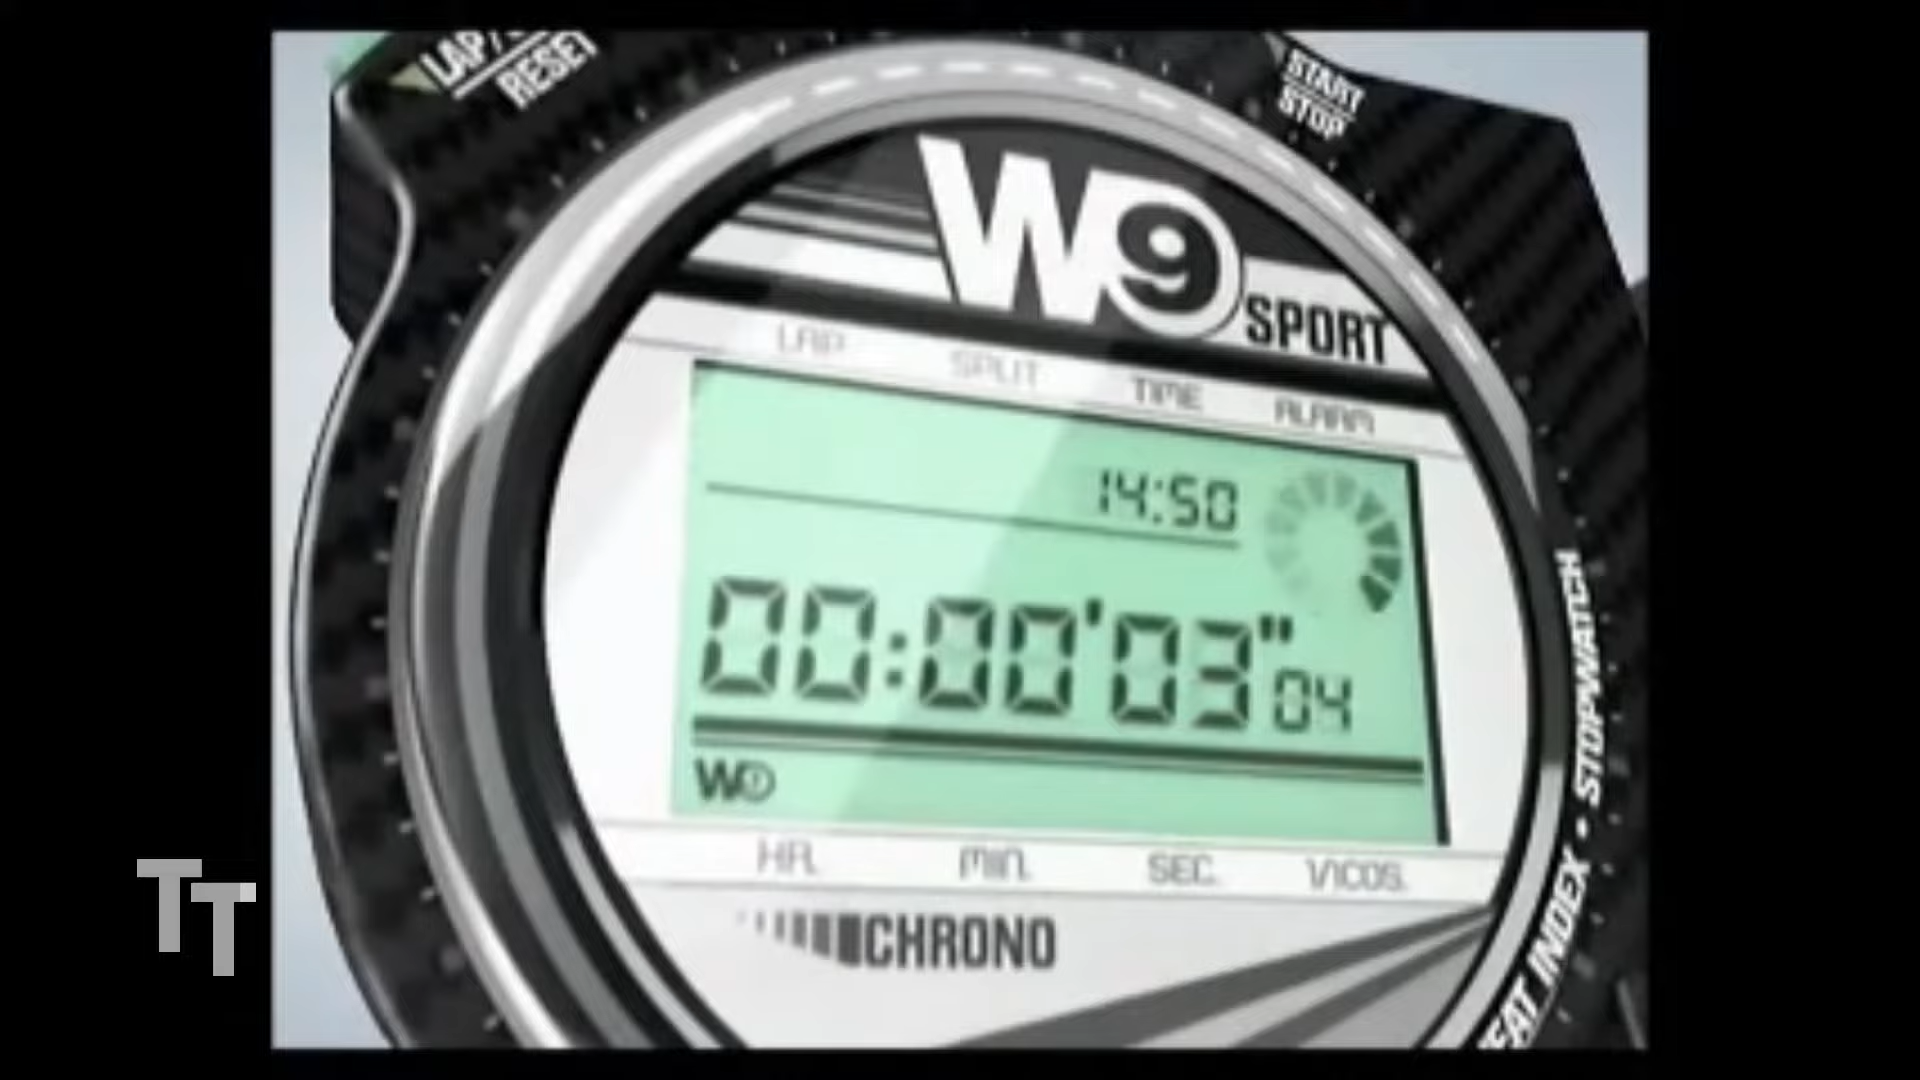 LAP/
RESET
START
STOP
W9
SPORT
LAP SPLIT TIME ALARM
14:50
00:00'03"04
W9
HR. MIN. SEC. 1/100S.
CHRONO
HEAT INDEX • STOPWATCH
TT